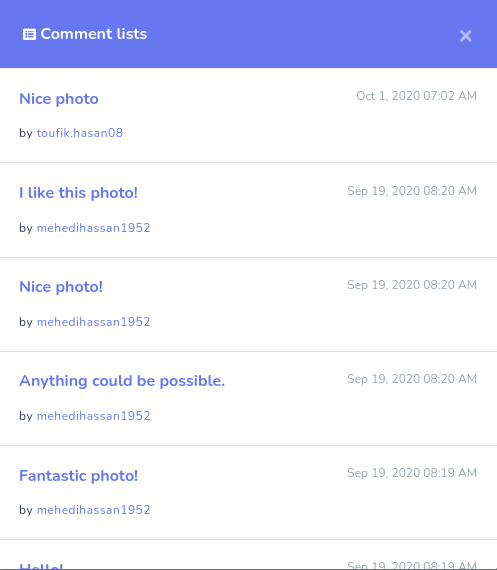 Comment lists
×
Nice photo
Oct 1, 2020 07:02 AM
by toufik.hasan08
I like this photo!
Sep 19, 2020 08:20 AM
by mehedihassan1952
Nice photo!
Sep 19, 2020 08:20 AM
by mehedihassan1952
Anything could be possible.
Sep 19, 2020 08:20 AM
by mehedihassan1952
Fantastic photo!
Sep 19, 2020 08:19 AM
by mehedihassan1952
Hello!
Sep 19, 2020 08:19 AM